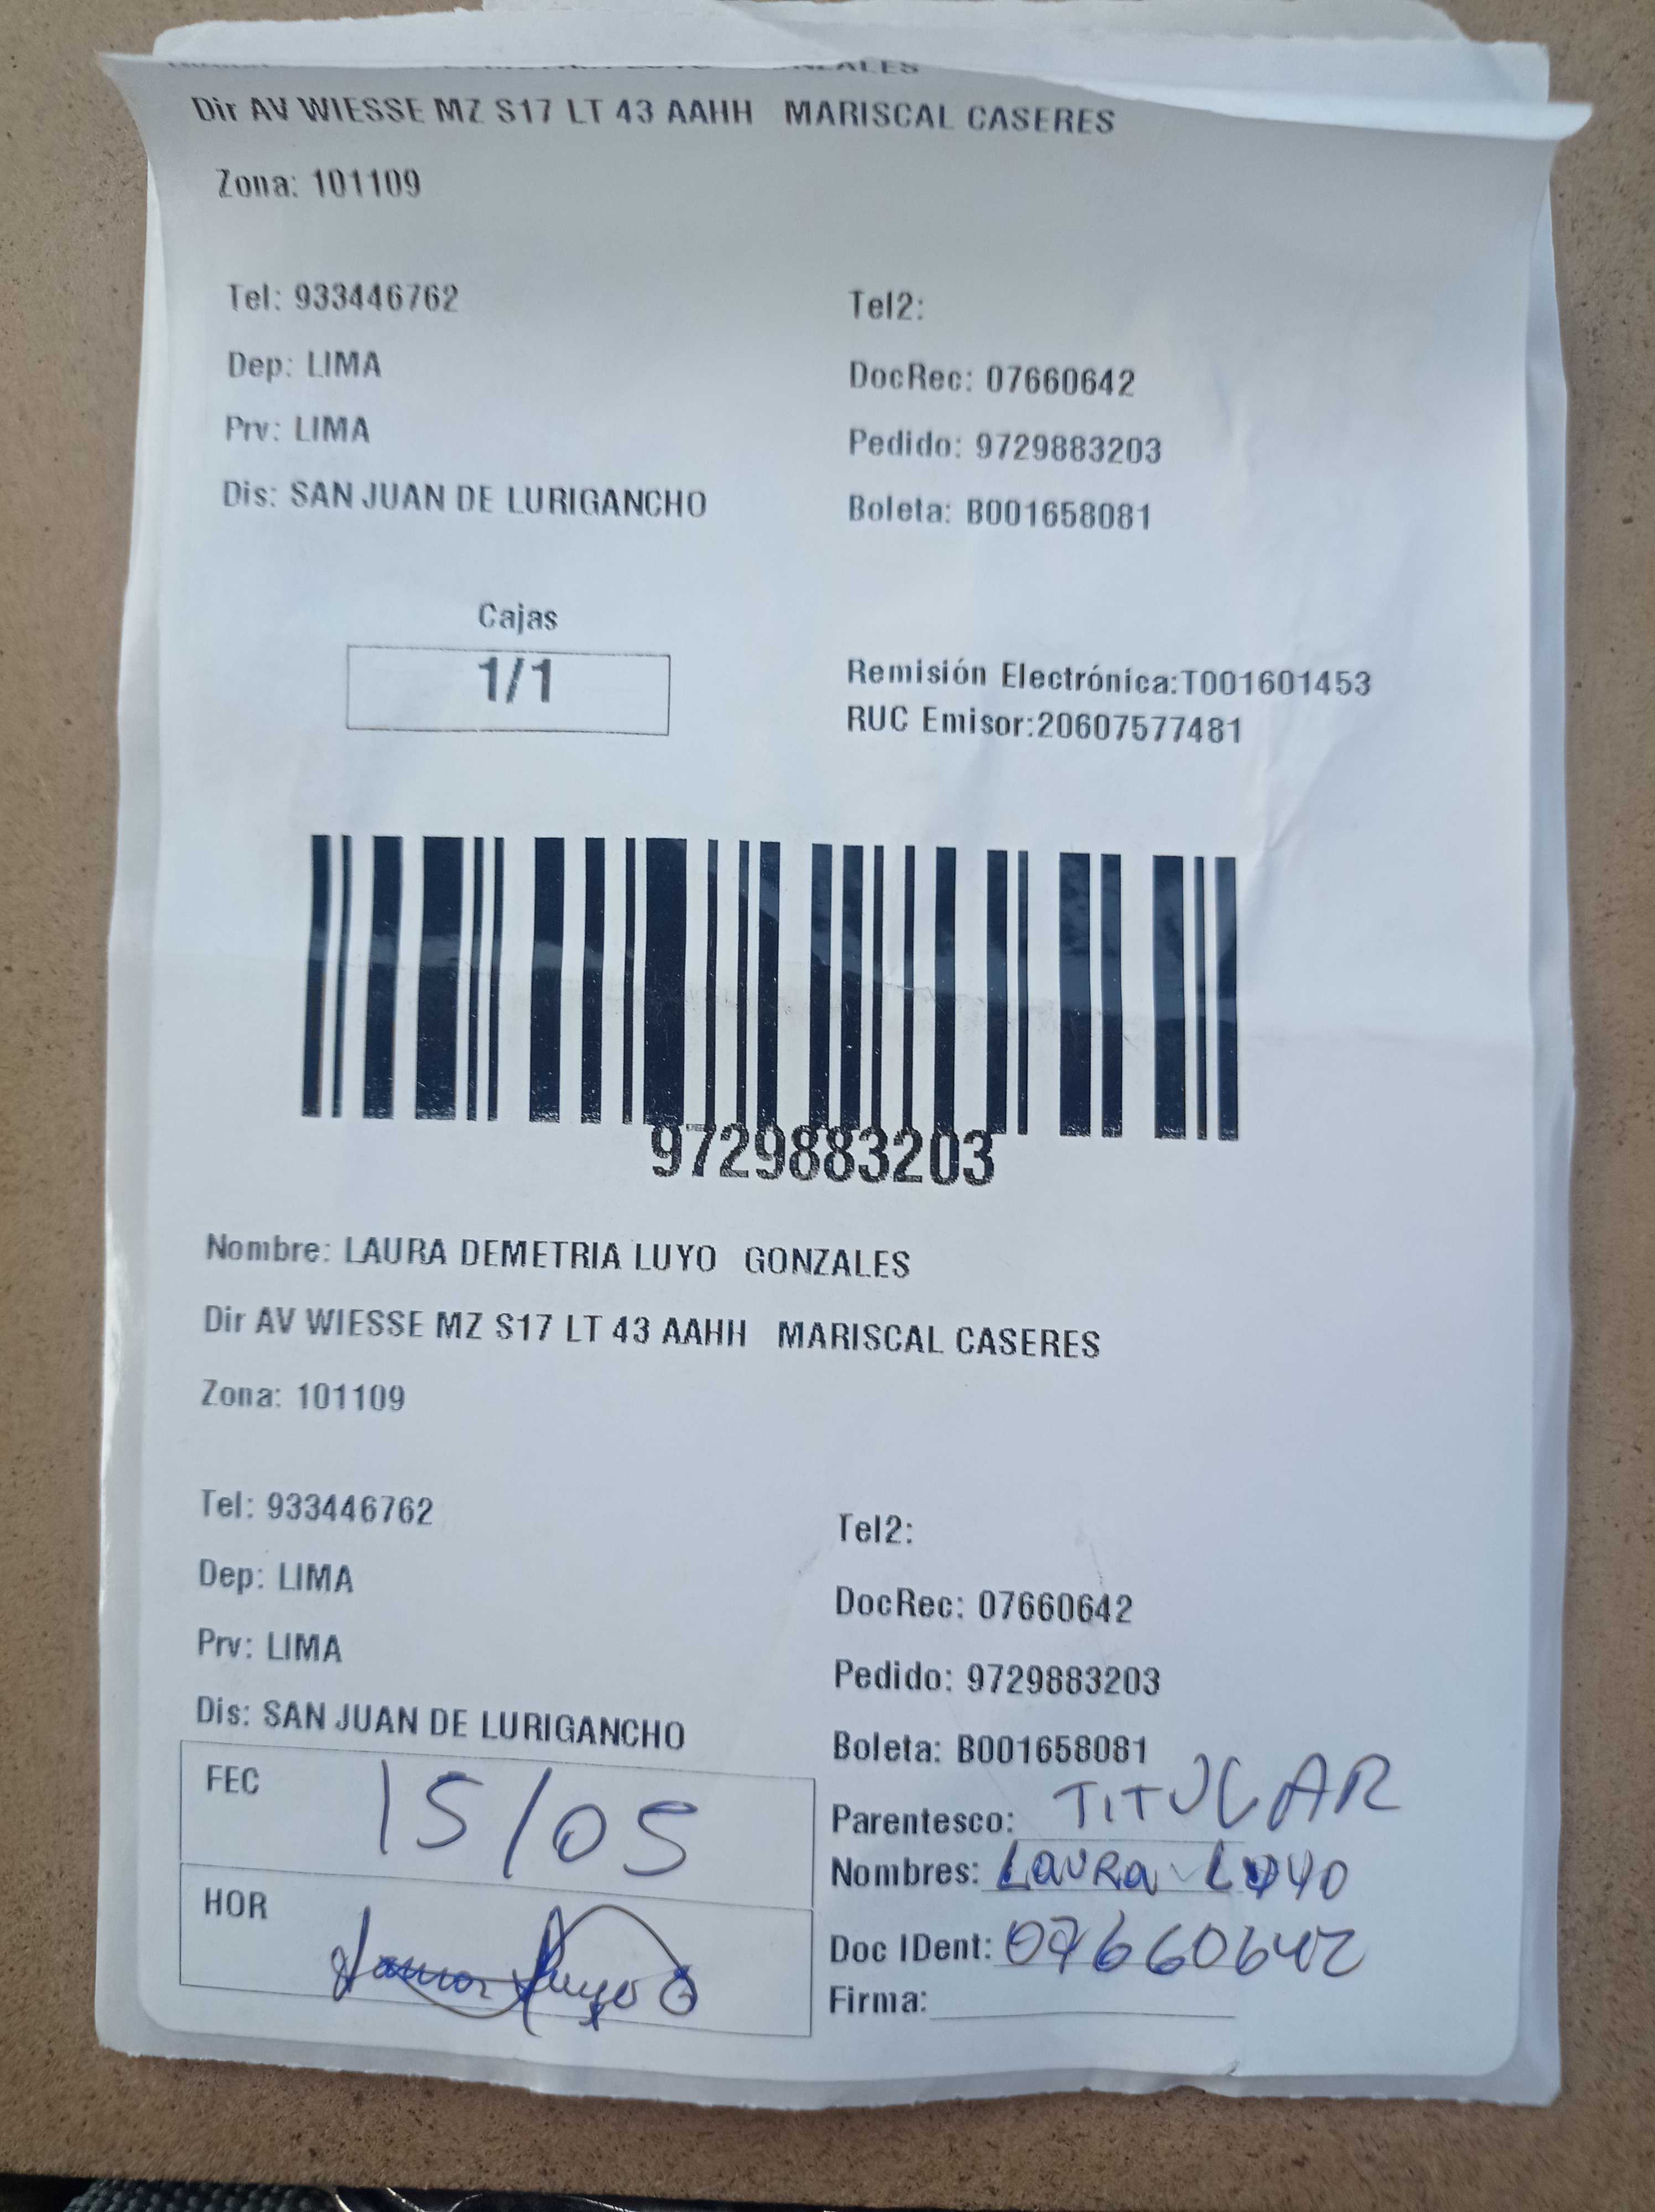 Dir AV WIESSE MZ S17 LT 43 AAHH MARISCAL CASERES
Zona: 101109
Tel: 933446762
Tel2:
Dep: LIMA
DocRec: 07660642
Prv: LIMA
Pedido: 9729883203
Dis: SAN JUAN DE LURIGANCHO
Boleta: B001658081
Cajas
1/1
Remisión Electrónica:T001601453
RUC Emisor:20607577481
9729883203
Nombre: LAURA DEMETRIA LUYO GONZALES
Dir AV WIESSE MZ S17 LT 43 AAHH MARISCAL CASERES
Zona: 101109
Tel: 933446762
Tel2:
Dep: LIMA
DocRec: 07660642
Prv: LIMA
Pedido: 9729883203
Dis: SAN JUAN DE LURIGANCHO
Boleta: B001658081
FEC 15/05
Parentesco: TITULAR
Nombres: LAURA LUYO
HOR
Doc IDent: 07660642
Firma: